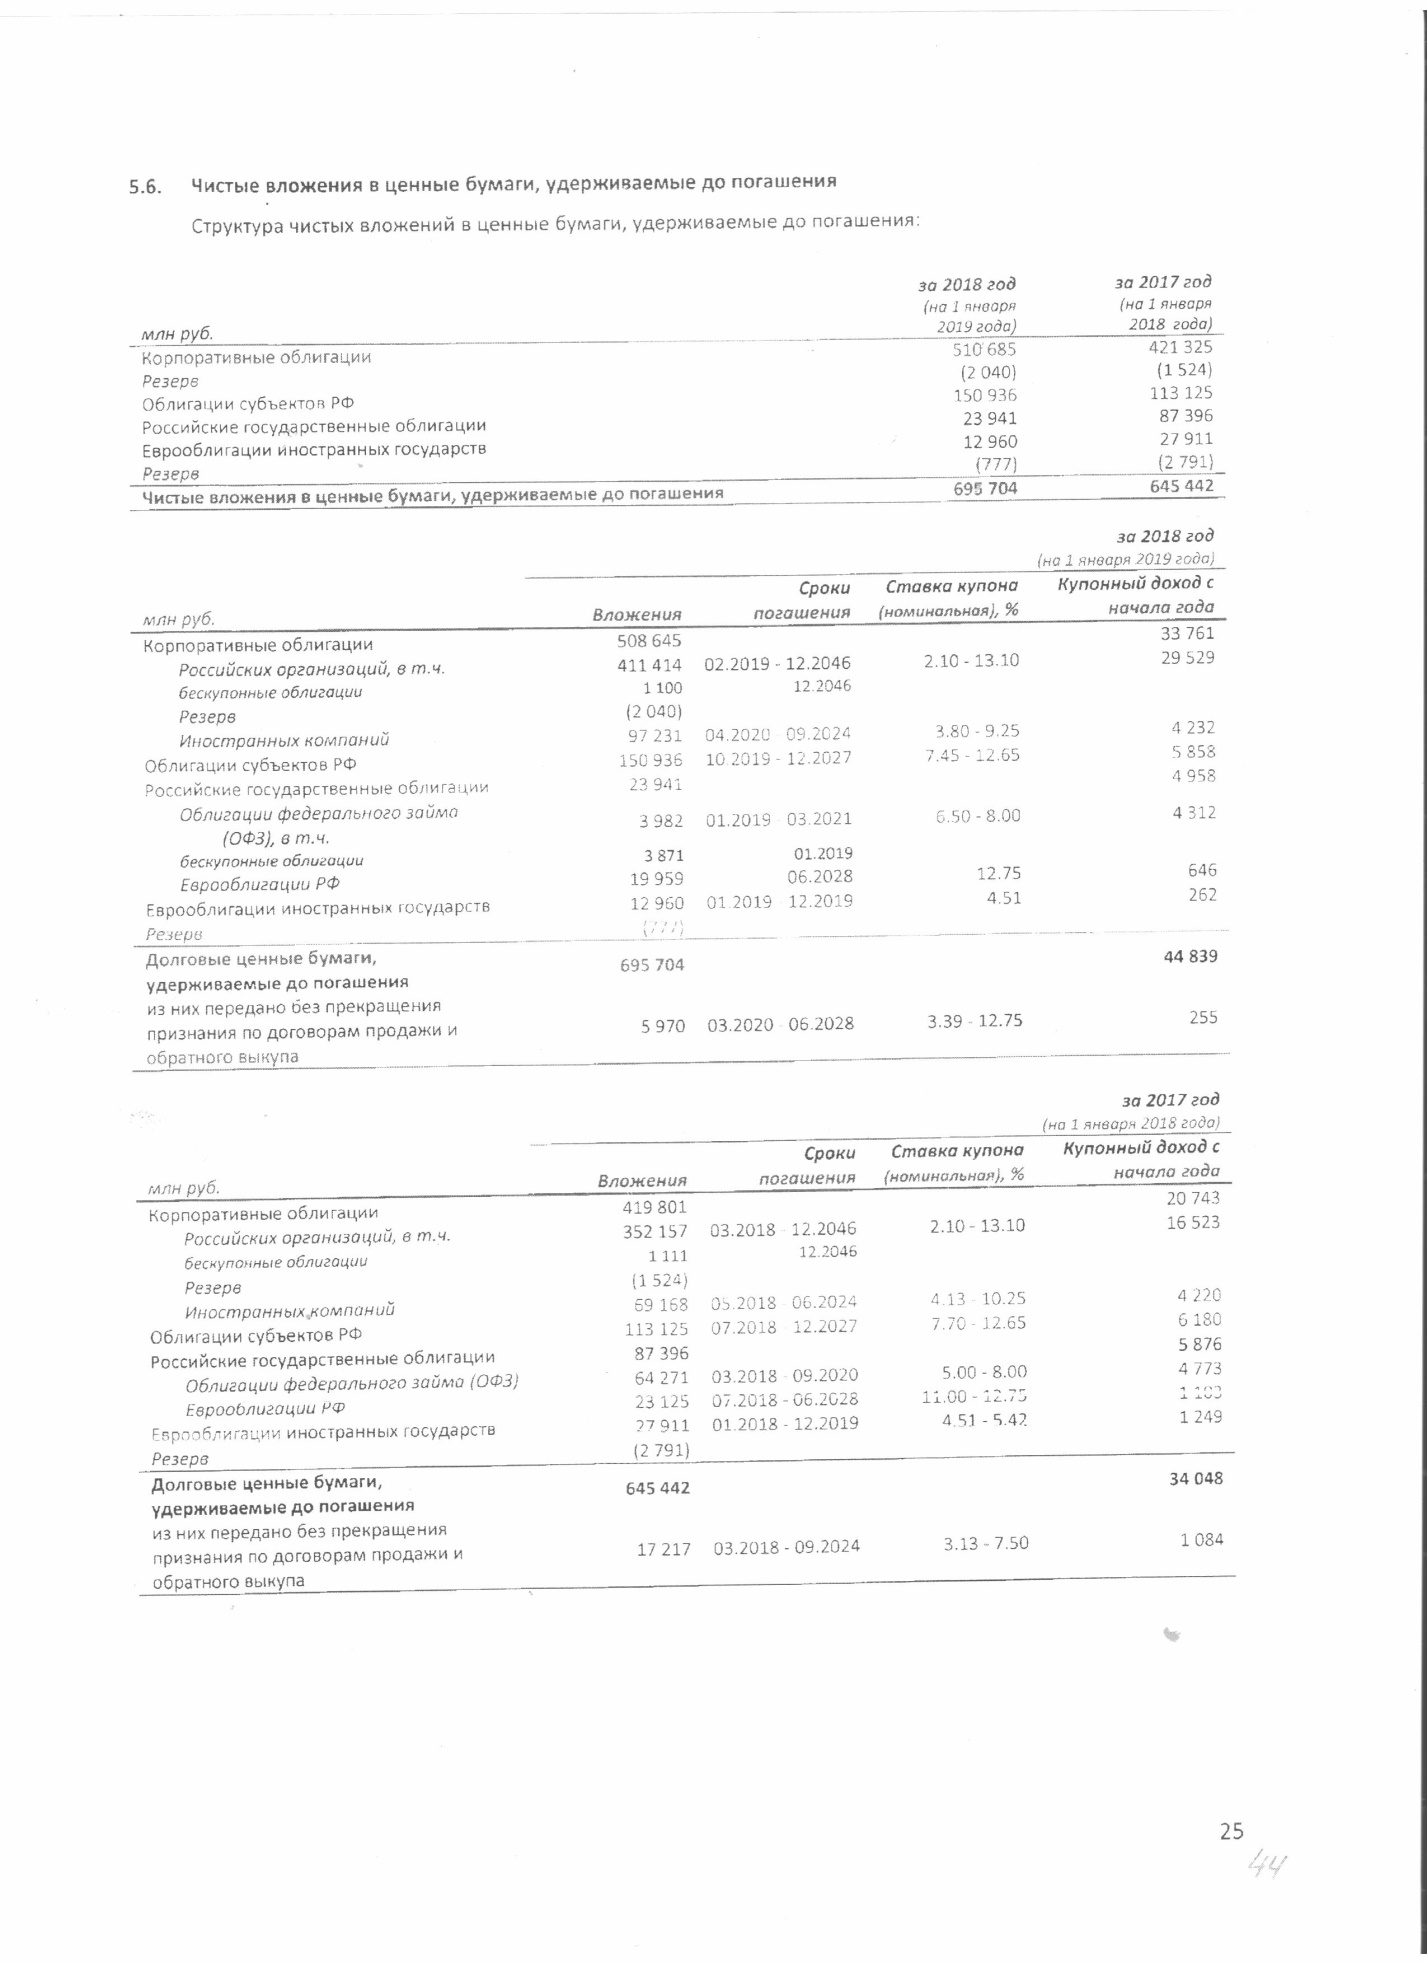 5.6. Чистые вложения в ценные бумаги, удерживаемые до погашения
Структура чистых вложений в ценные бумаги, удерживаемые до погашения:
за 2018 год за 2017 год
(на 1 января (на 1 января
млн руб. 2019 года) 2018 года)
Корпоративные облигации 510 685 421 325
Резерв (2 040) (1 524)
Облигации субъектов РФ 150 936 113 125
Российские государственные облигации 23 941 87 396
Еврооблигации иностранных государств 12 960 27 911
Резерв (777) (2 791)
Чистые вложения в ценные бумаги, удерживаемые до погашения 695 704 645 442
за 2018 год
(на 1 января 2019 года)
Сроки Ставка купона Купонный доход с
млн руб. Вложения погашения (номинальная), % начала года
Корпоративные облигации 508 645 33 761
Российских организаций, в т.ч. 411 414 02.2019 - 12.2046 2.10 - 13.10 29 529
бескупонные облигации 1 100 12.2046
Резерв (2 040)
Иностранных компаний 97 231 04.2020 09.2024 3.80 - 9.25 4 232
Облигации субъектов РФ 150 936 10.2019 - 12.2027 7.45 - 12.65 5 858
Российские государственные облигации 23 941 4 958
Облигации федерального займа
(ОФЗ), в т.ч. 3 982 01.2019 03.2021 6.50 - 8.00 4 312
бескупонные облигации 3 871 01.2019
Еврооблигации РФ 19 959 06.2028 12.75 646
Еврооблигации иностранных государств 12 960 01.2019 12.2019 4.51 262
Резерв (777)
Долговые ценные бумаги, 695 704 44 839
удерживаемые до погашения
из них передано без прекращения
признания по договорам продажи и 5 970 03.2020 - 06.2028 3.39 - 12.75 255
обратного выкупа
за 2017 год
(на 1 января 2018 года)
Сроки Ставка купона Купонный доход с
млн руб. Вложения погашения (номинальная), % начала года
Корпоративные облигации 419 801 20 743
Российских организаций, в т.ч. 352 157 03.2018 12.2046 2.10 - 13.10 16 523
бескупонные облигации 1 111 12.2046
Резерв (1 524)
Иностранных компаний 69 168 05.2018 06.2024 4.13 - 10.25 4 220
Облигации субъектов РФ 113 125 07.2018 12.2027 7.70 - 12.65 6 180
Российские государственные облигации 87 396 5 876
Облигации федерального займа (ОФЗ) 64 271 03.2018 - 09.2020 5.00 - 8.00 4 773
Еврооблигации РФ 23 125 07.2018 - 06.2028 11.00 - 12.75 1 103
Еврооблигации иностранных государств 27 911 01.2018 - 12.2019 4.51 - 5.42 1 249
Резерв (2 791)
Долговые ценные бумаги, 645 442 34 048
удерживаемые до погашения
из них передано без прекращения
признания по договорам продажи и 17 217 03.2018 - 09.2024 3.13 - 7.50 1 084
обратного выкупа
25
44